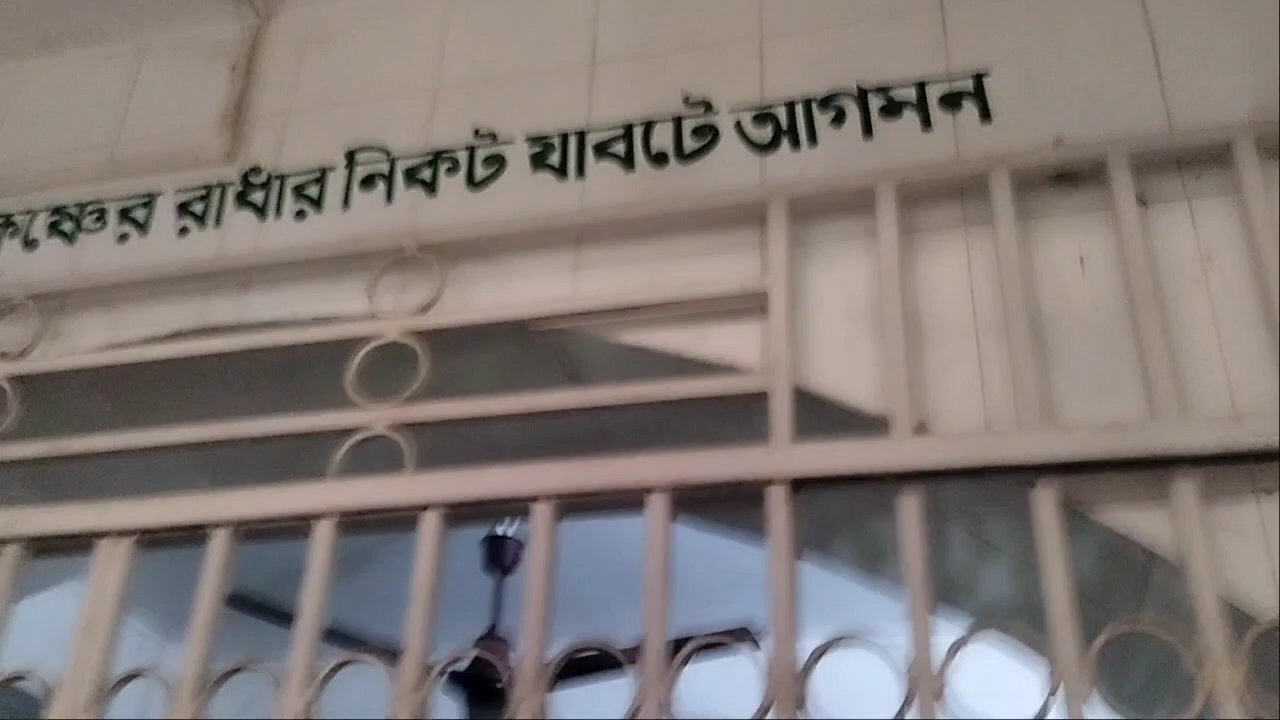 কৃষ্ণের রাধার নিকট যাবটে আগমন